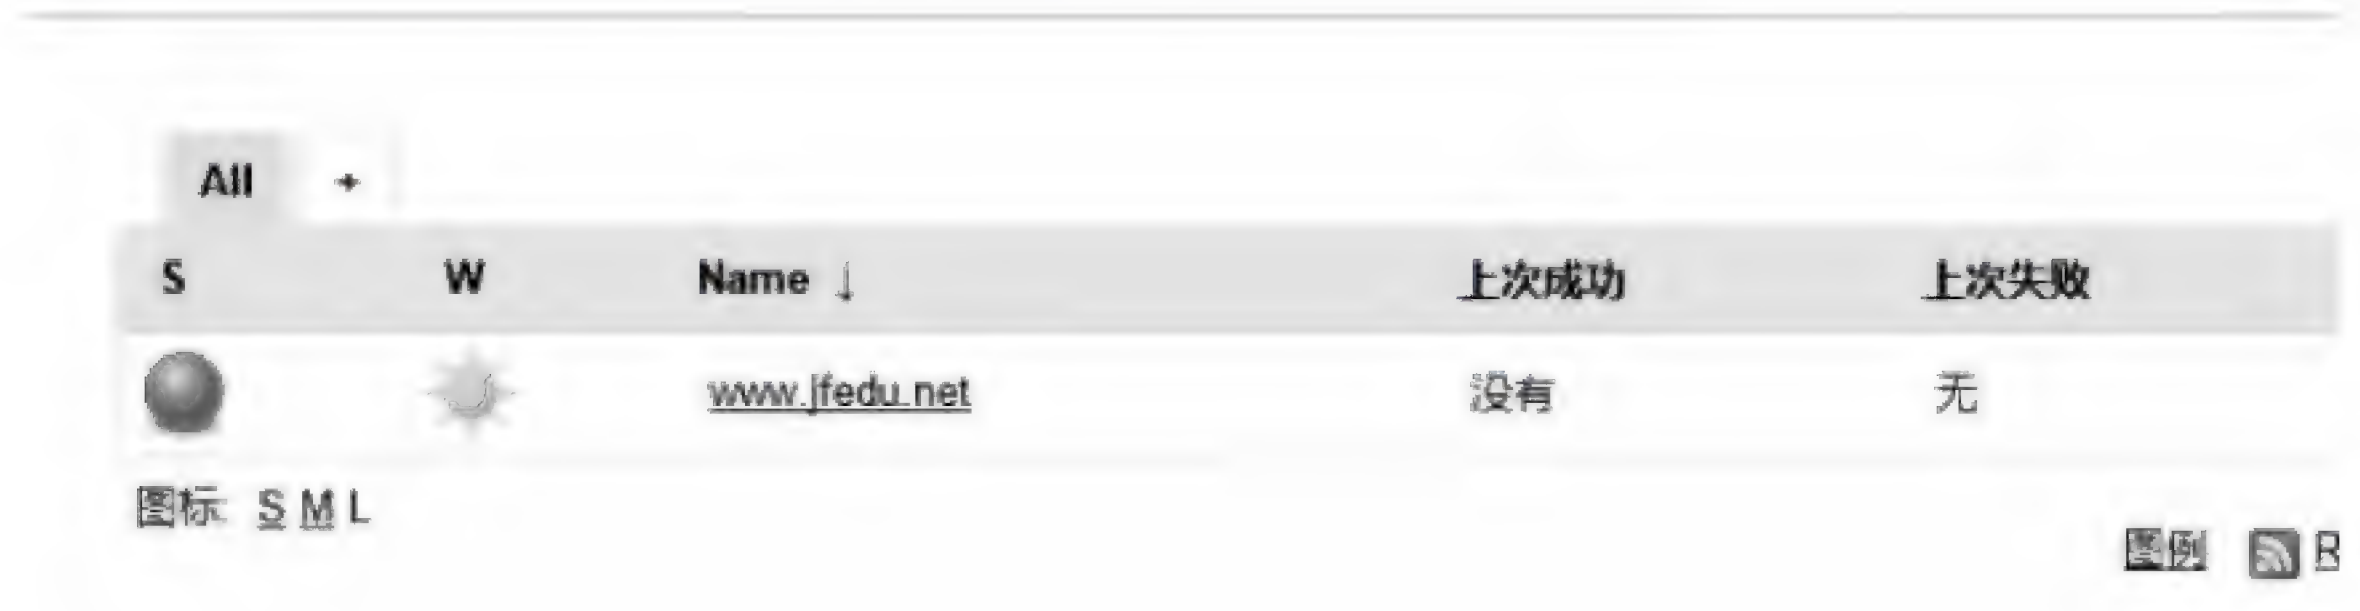 All +
S W Name ↓ 上次成功 上次失败
www.jfedu.net 没有 无
图标: S M L
图例 R